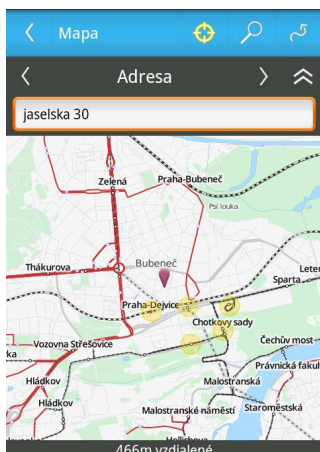 Mapa
Adresa
jaselska 30
Zelená
Praha-Bubeneč
Psí louka
Bubeneč
Thákurova
Sparta
Praha-Dejvice
Chotkovy sady
Vozovna Střešovice
Čechův most
Právnická fakul
Hládkov
Malostranská
Hládkov
Malostranské náměstí
Staroměstská
466m vzdialené